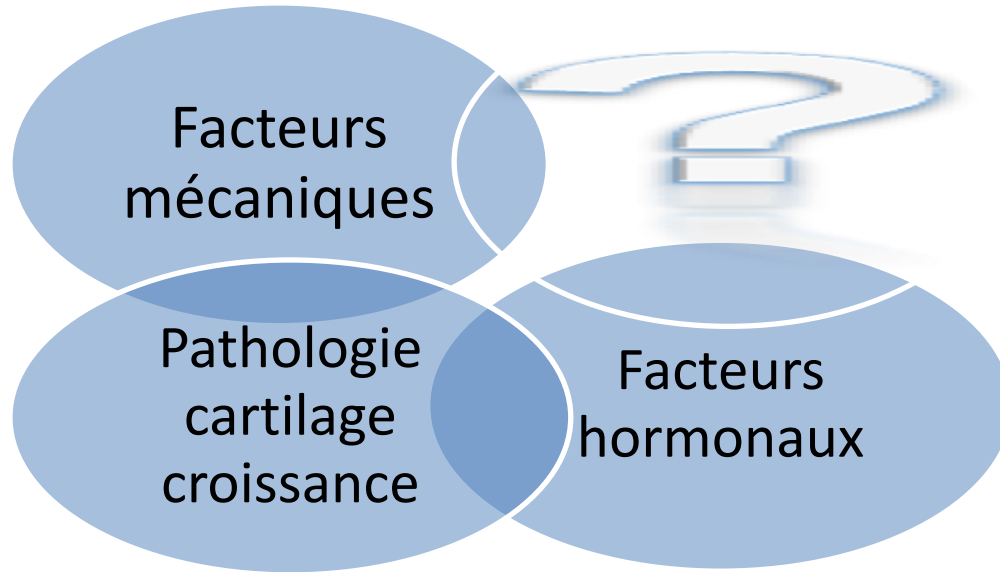 Facteurs
mécaniques
?
Pathologie
cartilage
croissance
Facteurs
hormonaux